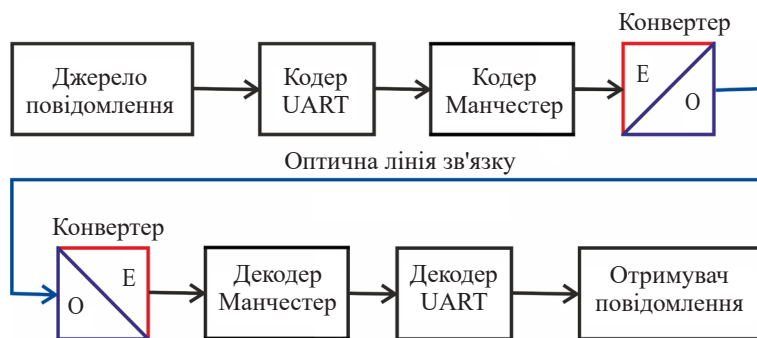 Конвертер
Джерело
повідомлення
Кодер
UART
Кодер
Манчестер
E
O
Оптична лінія зв'язку
Конвертер
O
E
Декодер
Манчестер
Декодер
UART
Отримувач
повідомлення